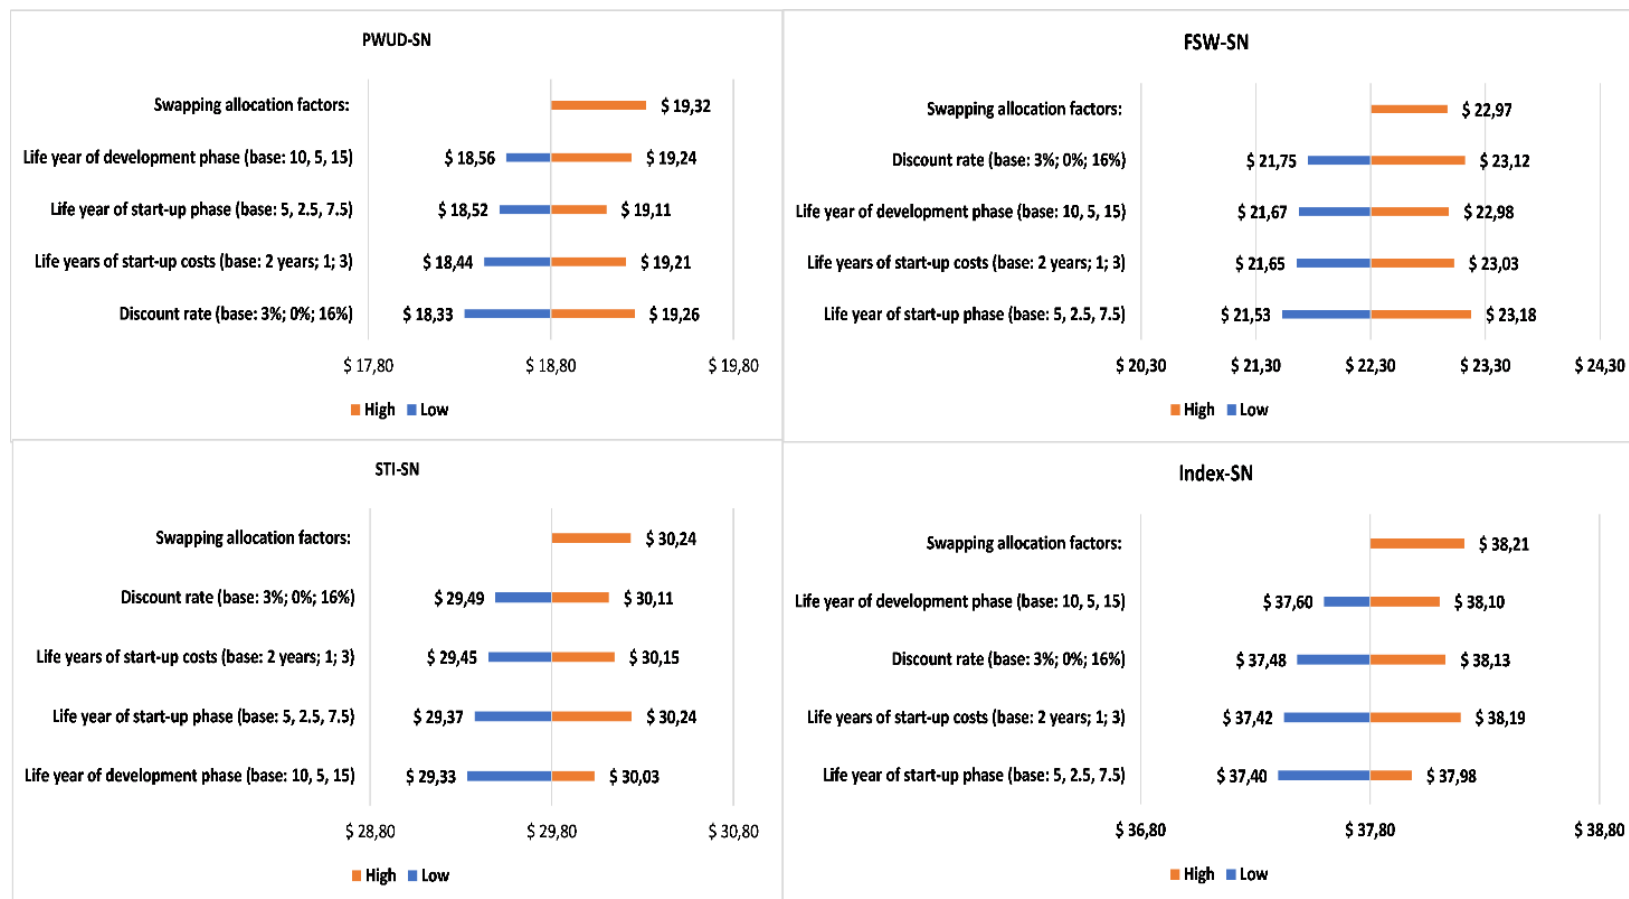 PWUD-SN
Swapping allocation factors:
$ 19,32
Life year of development phase (base: 10, 5, 15)
$ 18,56
$ 19,24
Life year of start-up phase (base: 5, 2.5, 7.5)
$ 18,52
$ 19,11
Life years of start-up costs (base: 2 years; 1; 3)
$ 18,44
$ 19,21
Discount rate (base: 3%; 0%; 16%)
$ 18,33
$ 19,26
$ 17,80
$ 18,80
$ 19,80
High
Low
FSW-SN
Swapping allocation factors:
$ 22,97
Discount rate (base: 3%; 0%; 16%)
$ 21,75
$ 23,12
Life year of development phase (base: 10, 5, 15)
$ 21,67
$ 22,98
Life years of start-up costs (base: 2 years; 1; 3)
$ 21,65
$ 23,03
Life year of start-up phase (base: 5, 2.5, 7.5)
$ 21,53
$ 23,18
$ 20,30
$ 21,30
$ 22,30
$ 23,30
$ 24,30
High
Low
STI-SN
Swapping allocation factors:
$ 30,24
Discount rate (base: 3%; 0%; 16%)
$ 29,49
$ 30,11
Life years of start-up costs (base: 2 years; 1; 3)
$ 29,45
$ 30,15
Life year of start-up phase (base: 5, 2.5, 7.5)
$ 29,37
$ 30,24
Life year of development phase (base: 10, 5, 15)
$ 29,33
$ 30,03
$ 28,80
$ 29,80
$ 30,80
High
Low
Index-SN
Swapping allocation factors:
$ 38,21
Life year of development phase (base: 10, 5, 15)
$ 37,60
$ 38,10
Discount rate (base: 3%; 0%; 16%)
$ 37,48
$ 38,13
Life years of start-up costs (base: 2 years; 1; 3)
$ 37,42
$ 38,19
Life year of start-up phase (base: 5, 2.5, 7.5)
$ 37,40
$ 37,98
$ 36,80
$ 37,80
$ 38,80
High
Low